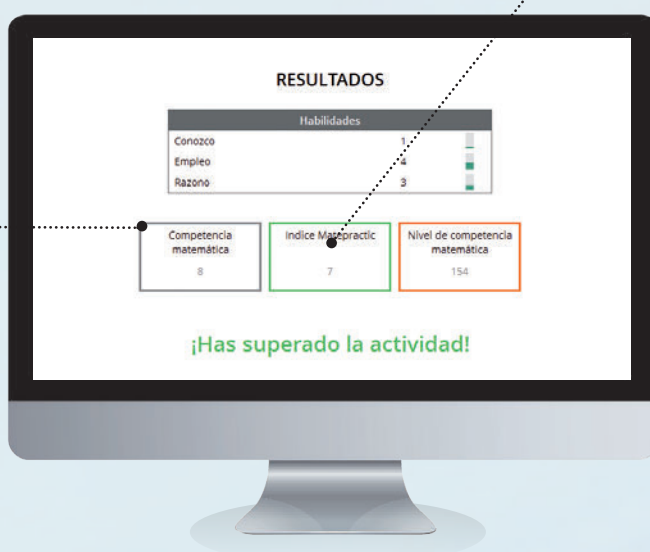 RESULTADOS
Habilidades
Conozco 1
Empleo 4
Razono 3
Competencia
matemática
8
Indice Matepractic
7
Nivel de competencia
matemática
154
¡Has superado la actividad!